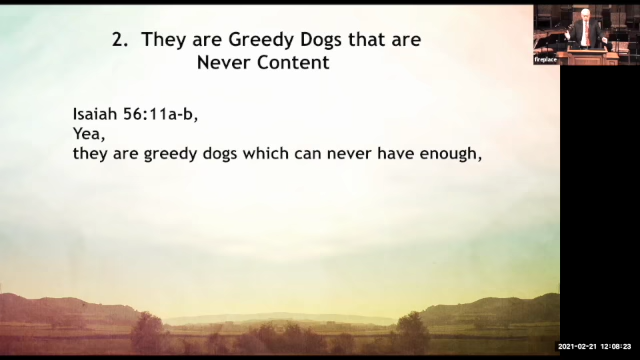 2. They are Greedy Dogs that are
Never Content
Isaiah 56:11a-b,
Yea,
they are greedy dogs which can never have enough,
fireplace
2021-02-21 12:08:23